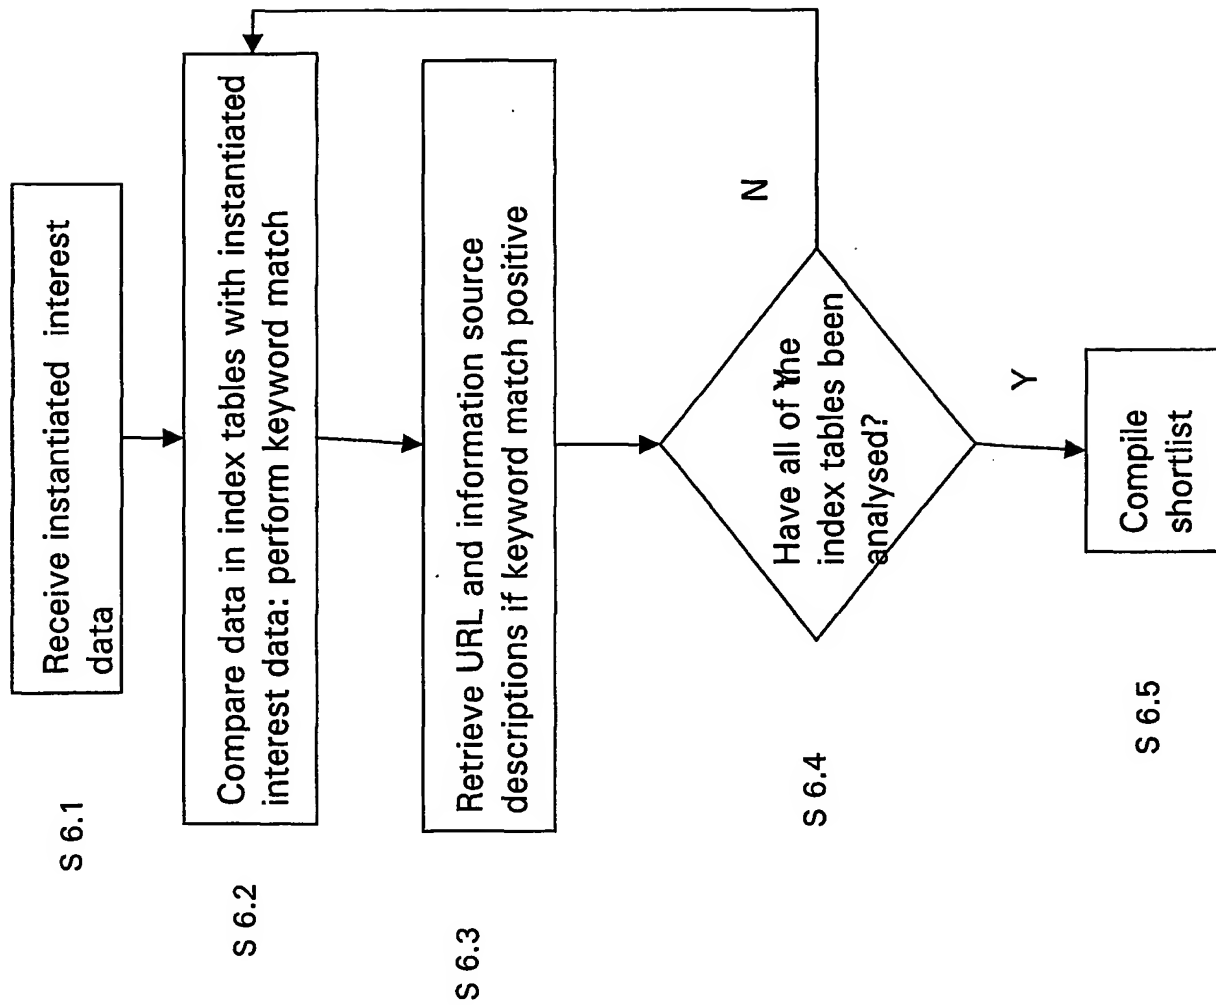 s 6.1
Receive instantiated interest
data
s 6.2
Compare data in index tables with instantiated
interest data: perform keyword match
s 6.3
Retrieve URL and information source
descriptions if keyword match positive
s 6.4
Have all of the
index tables been
analysed?
N
Y
s 6.5
Compile
shortlist